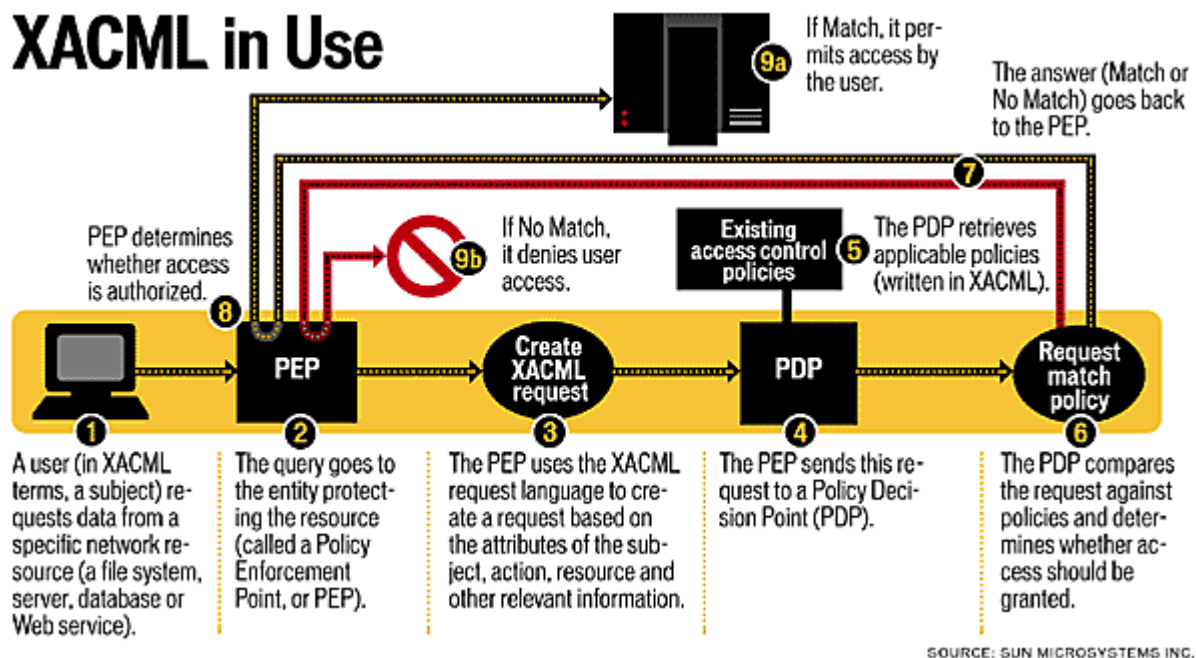 XACML in Use
9a
If Match, it per-
mits access by
the user.
The answer (Match or
No Match) goes back
to the PEP.
7
PEP determines
whether access
is authorized.
8
9b
If No Match,
it denies user
access.
Existing
access control
policies
5
The PDP retrieves
applicable policies
(written in XACML).
PEP
Create
XACML
request
PDP
Request
match
policy
1
A user (in XACML
terms, a subject) re-
quests data from a
specific network re-
source (a file system,
server, database or
Web service).
2
The query goes to
the entity protect-
ing the resource
(called a Policy
Enforcement
Point, or PEP).
3
The PEP uses the XACML
request language to cre-
ate a request based on
the attributes of the sub-
ject, action, resource and
other relevant information.
4
The PEP sends this re-
quest to a Policy Deci-
sion Point (PDP).
6
The PDP compares
the request against
policies and deter-
mines whether ac-
cess should be
granted.
SOURCE: SUN MICROSYSTEMS INC.